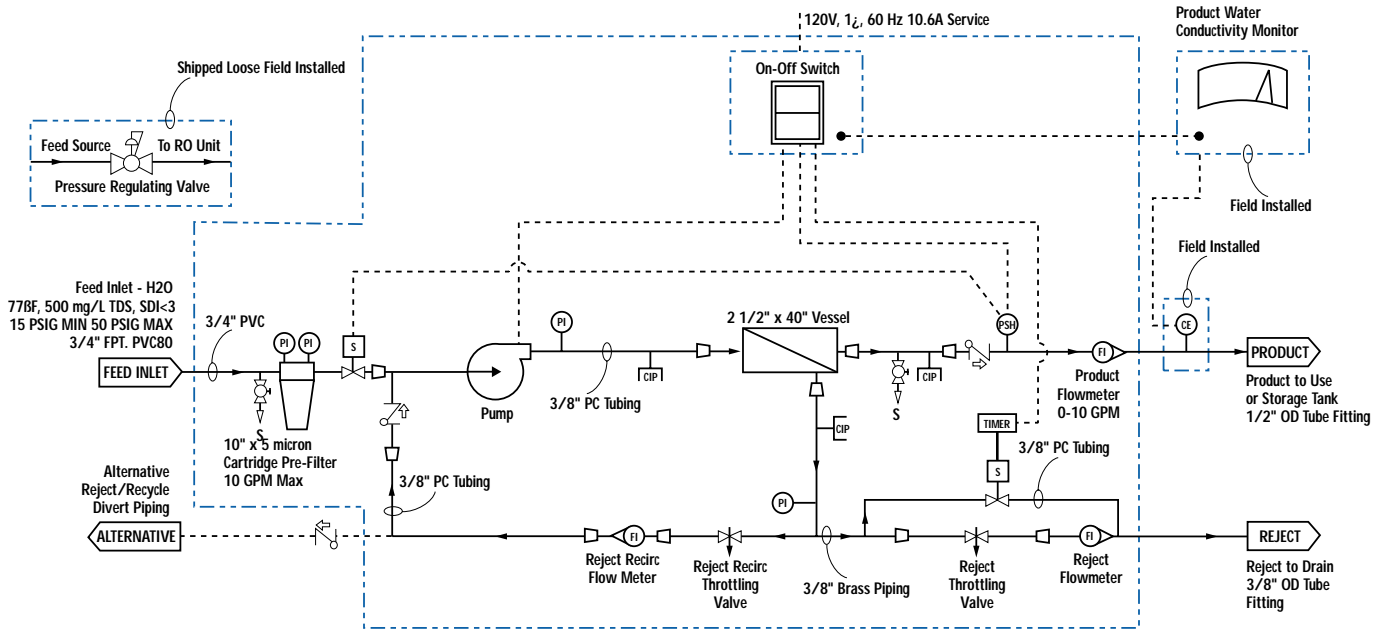 120V, 1¿, 60 Hz 10.6A Service
Product Water
Conductivity Monitor
Shipped Loose Field Installed
On-Off Switch
Feed Source
To RO Unit
Pressure Regulating Valve
Field Installed
Field Installed
Feed Inlet - H2O
77ßF, 500 mg/L TDS, SDI<3
15 PSIG MIN 50 PSIG MAX
3/4" FPT. PVC80
3/4" PVC
2 1/2" x 40" Vessel
PI
PI
S
PI
PSH
FI
CE
FEED INLET
PRODUCT
CIP
CIP
3/8" PC Tubing
Pump
Product
Flowmeter
0-10 GPM
Product to Use
or Storage Tank
1/2" OD Tube Fitting
S
S
10" x 5 micron
Cartridge Pre-Filter
10 GPM Max
CIP
TIMER
S
3/8" PC Tubing
Alternative
Reject/Recycle
Divert Piping
3/8" PC Tubing
PI
ALTERNATIVE
FI
FI
REJECT
Reject Recirc
Flow Meter
Reject Recirc
Throttling
Valve
3/8" Brass Piping
Reject
Throttling
Valve
Reject
Flowmeter
Reject to Drain
3/8" OD Tube
Fitting